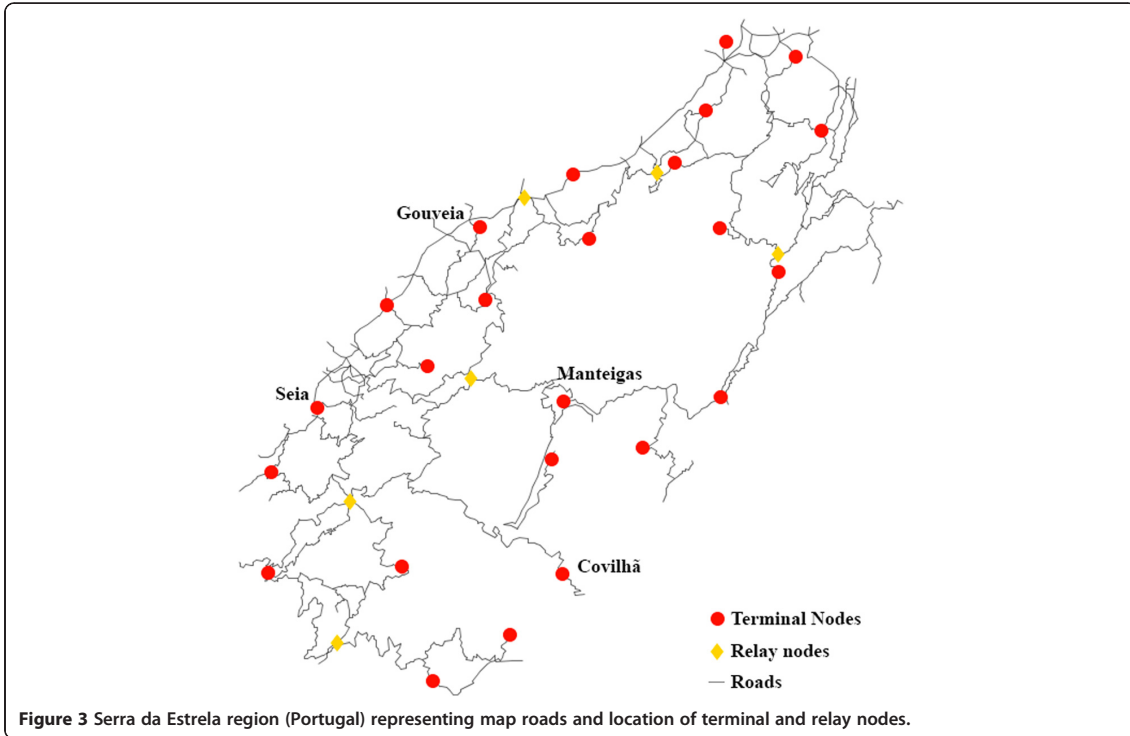 Gouveia
Manteigas
Seia
Covilhã
Terminal Nodes
Relay nodes
Roads
Figure 3 Serra da Estrela region (Portugal) representing map roads and location of terminal and relay nodes.